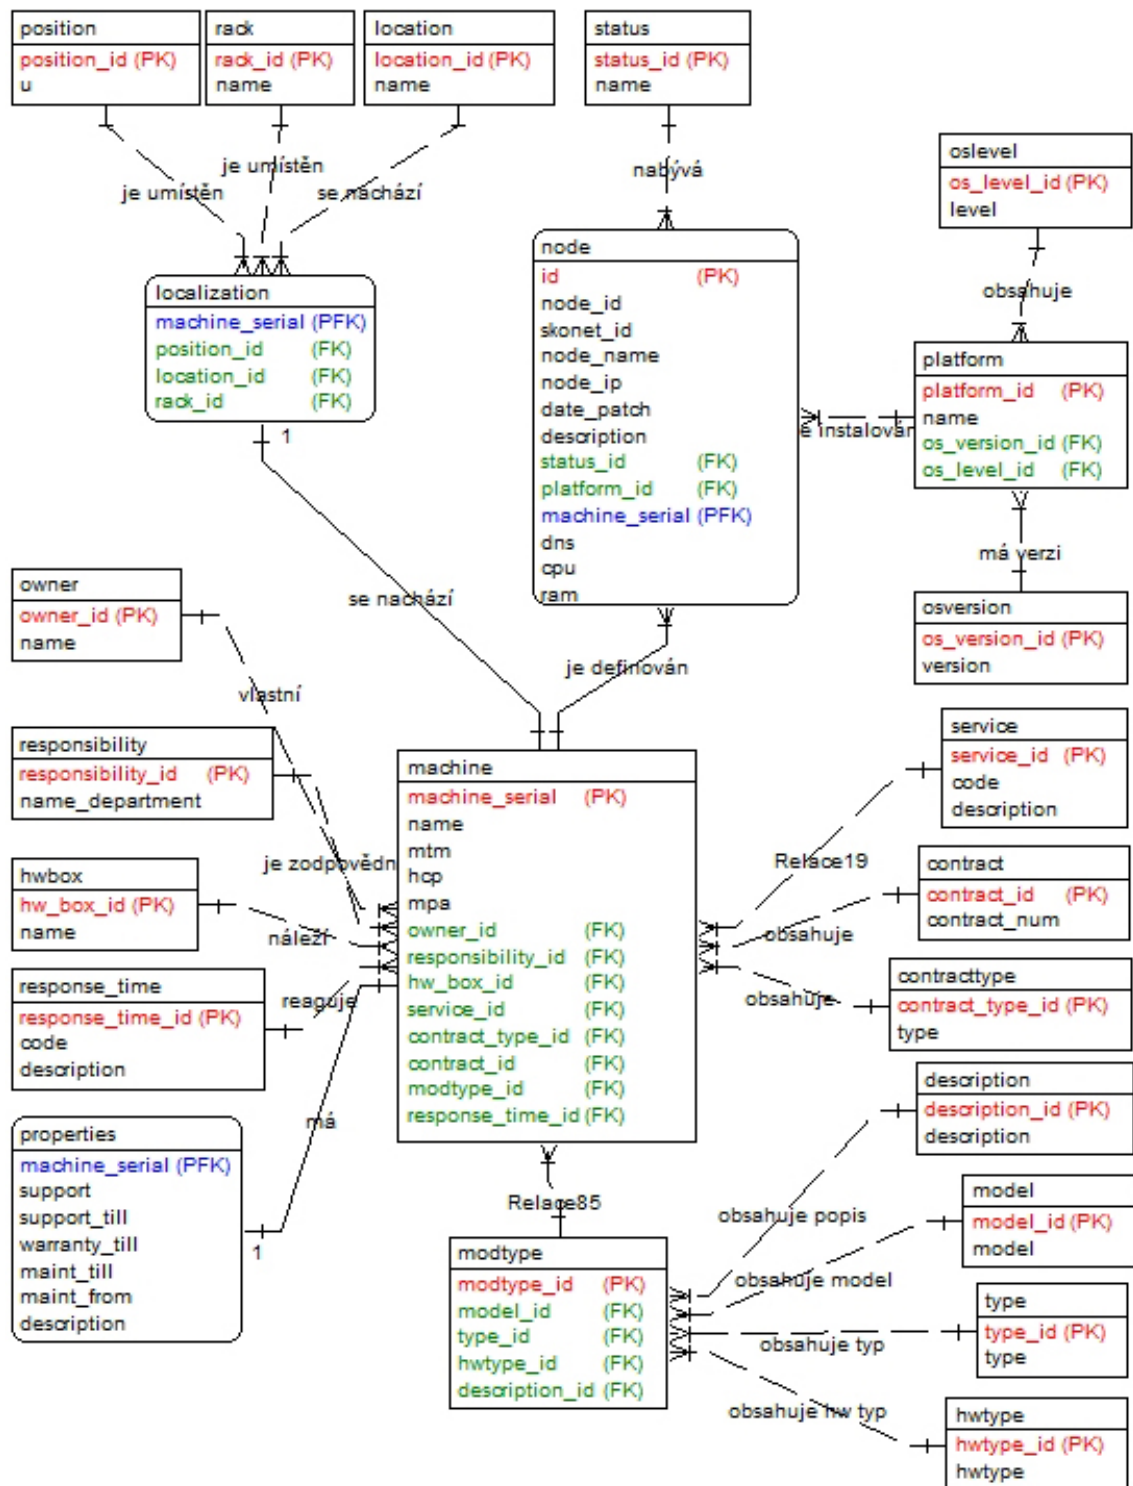 position
position_id (PK)
u
rack
rack_id (PK)
name
location
location_id (PK)
name
status
status_id (PK)
name
je umístěn
je umístěn
se nachází
nabývá
oslevel
os_level_id (PK)
level
obsahuje
localization
machine_serial (PFK)
position_id (FK)
location_id (FK)
rack_id (FK)
1
node
id (PK)
node_id
skonet_id
node_name
node_ip
date_patch
description
status_id (FK)
platform_id (FK)
machine_serial (PFK)
dns
cpu
ram
e instalován
platform
platform_id (PK)
name
os_version_id (FK)
os_level_id (FK)
má verzi
osversion
os_version_id (PK)
version
se nachází
je definován
owner
owner_id (PK)
name
vlastní
responsibility
responsibility_id (PK)
name_department
je zodpovědn
hwbox
hw_box_id (PK)
name
náleží
response_time
response_time_id (PK)
code
description
reaguje
properties
machine_serial (PFK)
support
support_till
warranty_till
maint_till
maint_from
description
má
1
machine
machine_serial (PK)
name
mtm
hcp
mpa
owner_id (FK)
responsibility_id (FK)
hw_box_id (FK)
service_id (FK)
contract_type_id (FK)
contract_id (FK)
modtype_id (FK)
response_time_id (FK)
service
service_id (PK)
code
description
Relace19
contract
contract_id (PK)
contract_num
obsahuje
contracttype
contract_type_id (PK)
type
obsahuje
description
description_id (PK)
description
obsahuje popis
model
model_id (PK)
model
obsahuje model
type
type_id (PK)
type
obsahuje typ
hwtype
hwtype_id (PK)
hwtype
obsahuje hw typ
Relace85
modtype
modtype_id (PK)
model_id (FK)
type_id (FK)
hwtype_id (FK)
description_id (FK)